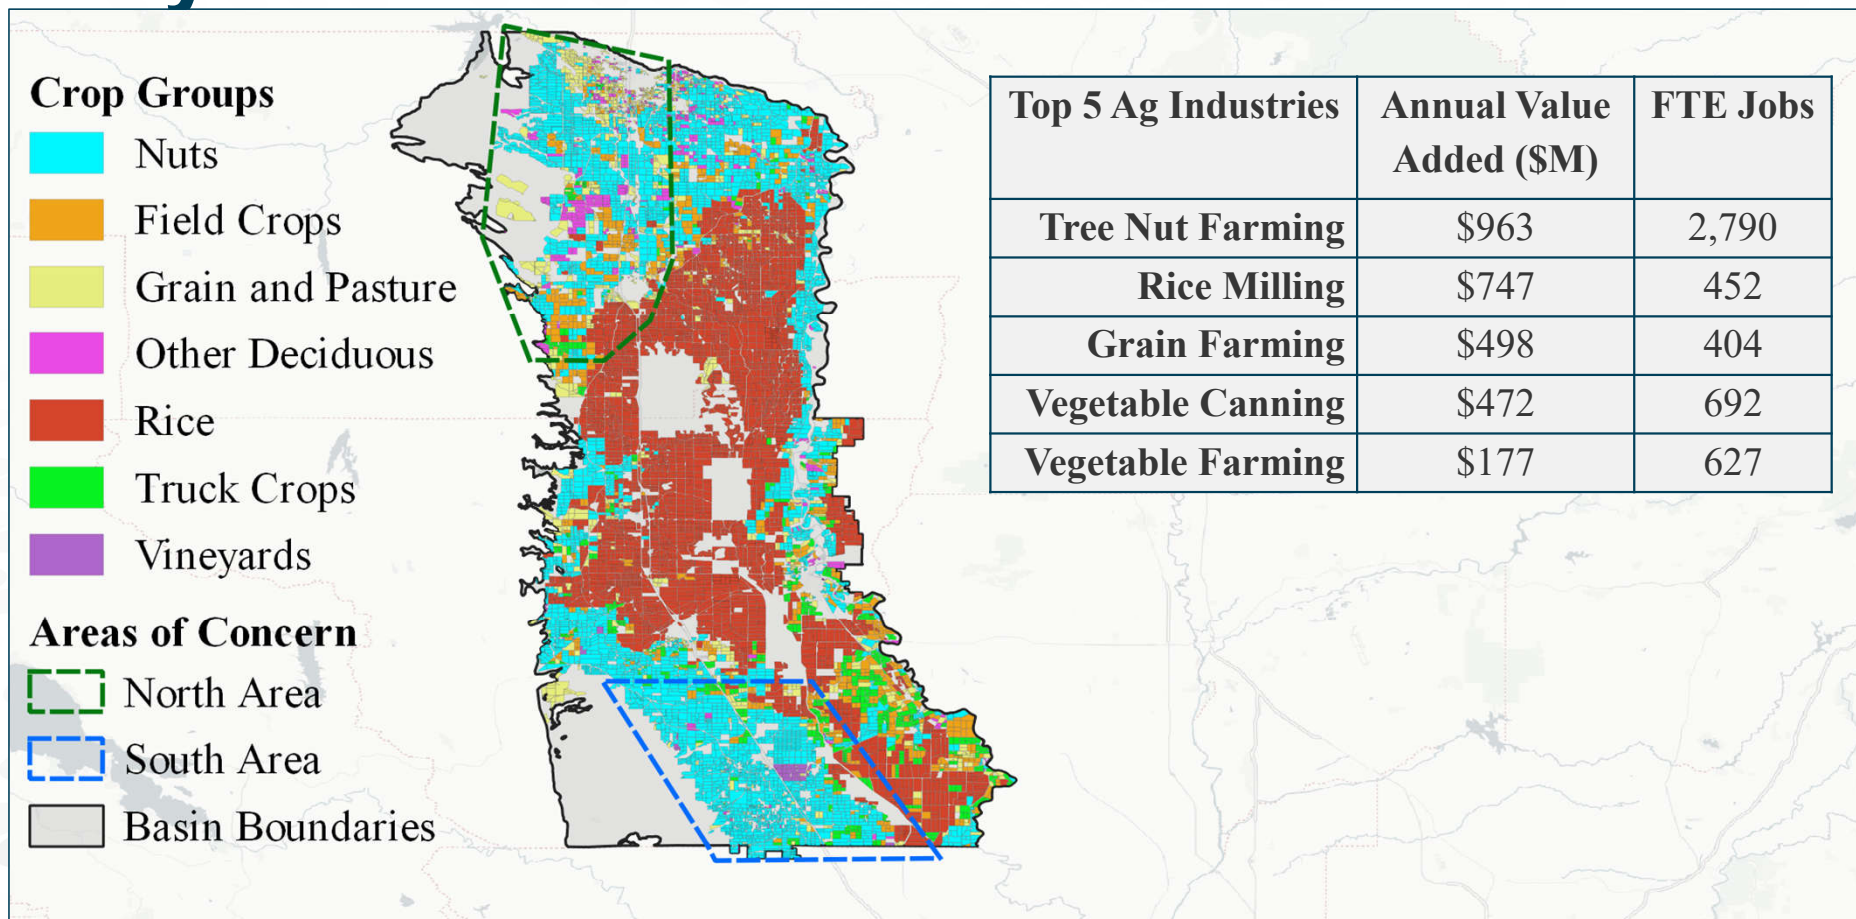 Crop Groups
Nuts
Field Crops
Grain and Pasture
Other Deciduous
Rice
Truck Crops
Vineyards
Areas of Concern
North Area
South Area
Basin Boundaries
Top 5 Ag Industries Annual Value Added ($M) FTE Jobs
Tree Nut Farming $963 2,790
Rice Milling $747 452
Grain Farming $498 404
Vegetable Canning $472 692
Vegetable Farming $177 627